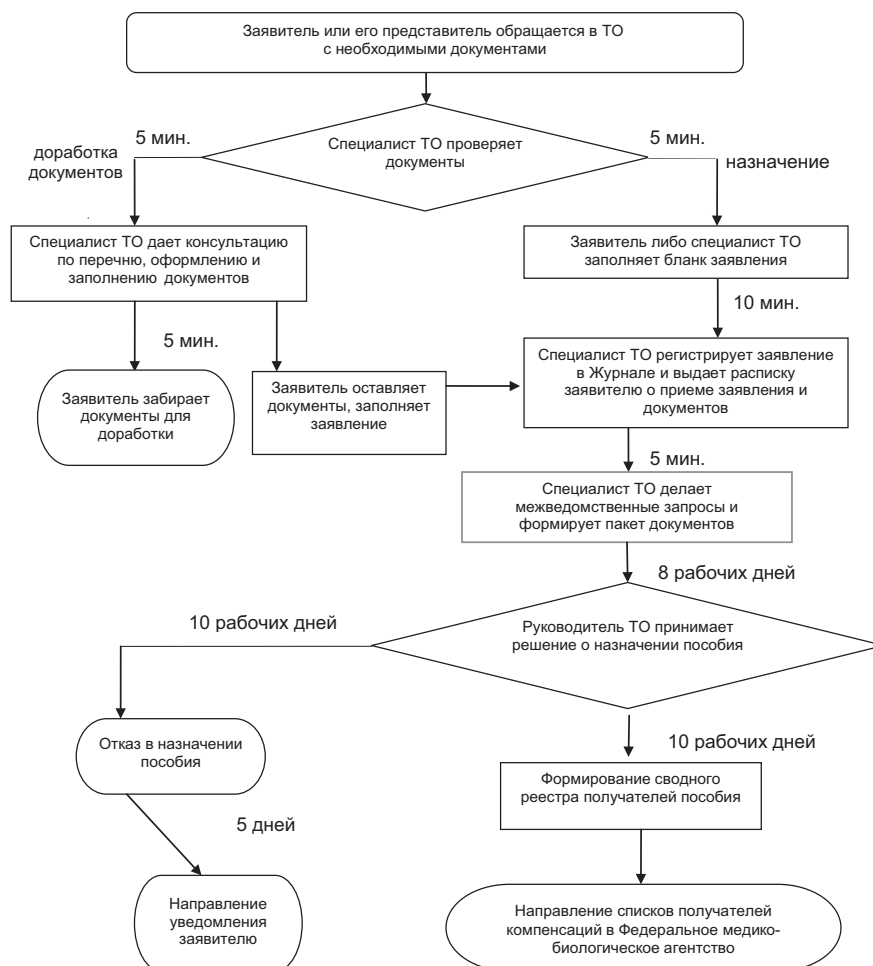 Заявитель или его представитель обращается в ТО
с необходимыми документами
5 мин.
5 мин.
доработка
документов
Специалист ТО проверяет
документы
назначение
Специалист ТО дает консультацию
по перечню, оформлению и
заполнению документов
Заявитель либо специалист ТО
заполняет бланк заявления
10 мин.
5 мин.
Заявитель забирает
документы для
доработки
Заявитель оставляет
документы, заполняет
заявление
Специалист ТО регистрирует заявление
в Журнале и выдает расписку
заявителю о приеме заявления и
документов
5 мин.
Специалист ТО делает
межведомственные запросы и
формирует пакет документов
8 рабочих дней
10 рабочих дней
Руководитель ТО принимает
решение о назначении пособия
Отказ в назначении
пособия
10 рабочих дней
Формирование сводного
реестра получателей пособия
5 дней
Направление
уведомления
заявителю
Направление списков получателей
компенсаций в Федеральное медико-
биологическое агентство